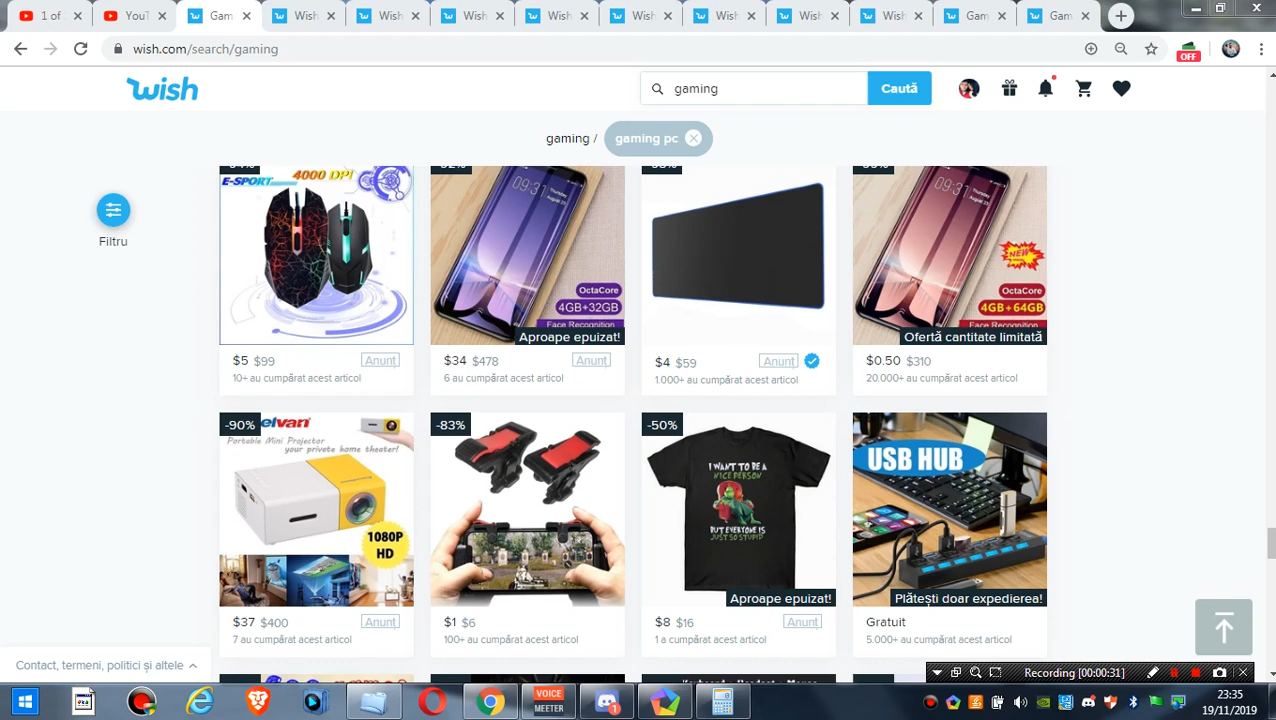 1 of
YouT
Gam
Wish
Wish
Wish
Wish
Wish
Wish
Wish
Wish
Gam
Gam
wish.com/search/gaming
OFF
wish
gaming
Caută
gaming /
gaming pc
Filtru
E-SPORT
4000 DPI
$5 $99
Anunț
10+ au cumpărat acest articol
Thursday
August
OctaCore
4GB+32GB
Face Recognition
Aproape epuizat!
$34 $478
Anunț
6 au cumpărat acest articol
$4 $59
Anunț
1.000+ au cumpărat acest articol
Thursday
August
OctaCore
4GB+64GB
Face Recognition
Ofertă cantitate limitată
$0.50 $310
20.000+ au cumpărat acest articol
-90%
elvan
Portable Mini Projector
your private home theater!
1080P
HD
$37 $400
Anunț
7 au cumpărat acest articol
-83%
$1 $6
100+ au cumpărat acest articol
-50%
I WANT TO BE A
NICE PERSON
BUT EVERYONE IS
JUST SO STUPID
Aproape epuizat!
$8 $16
Anunț
1 a cumpărat acest articol
USB HUB
Plătești doar expedierea!
Gratuit
5.000+ au cumpărat acest articol
Contact, termeni, politici și altele
Recording [00:00:31]
VOICE
MEETER
23:35
19/11/2019